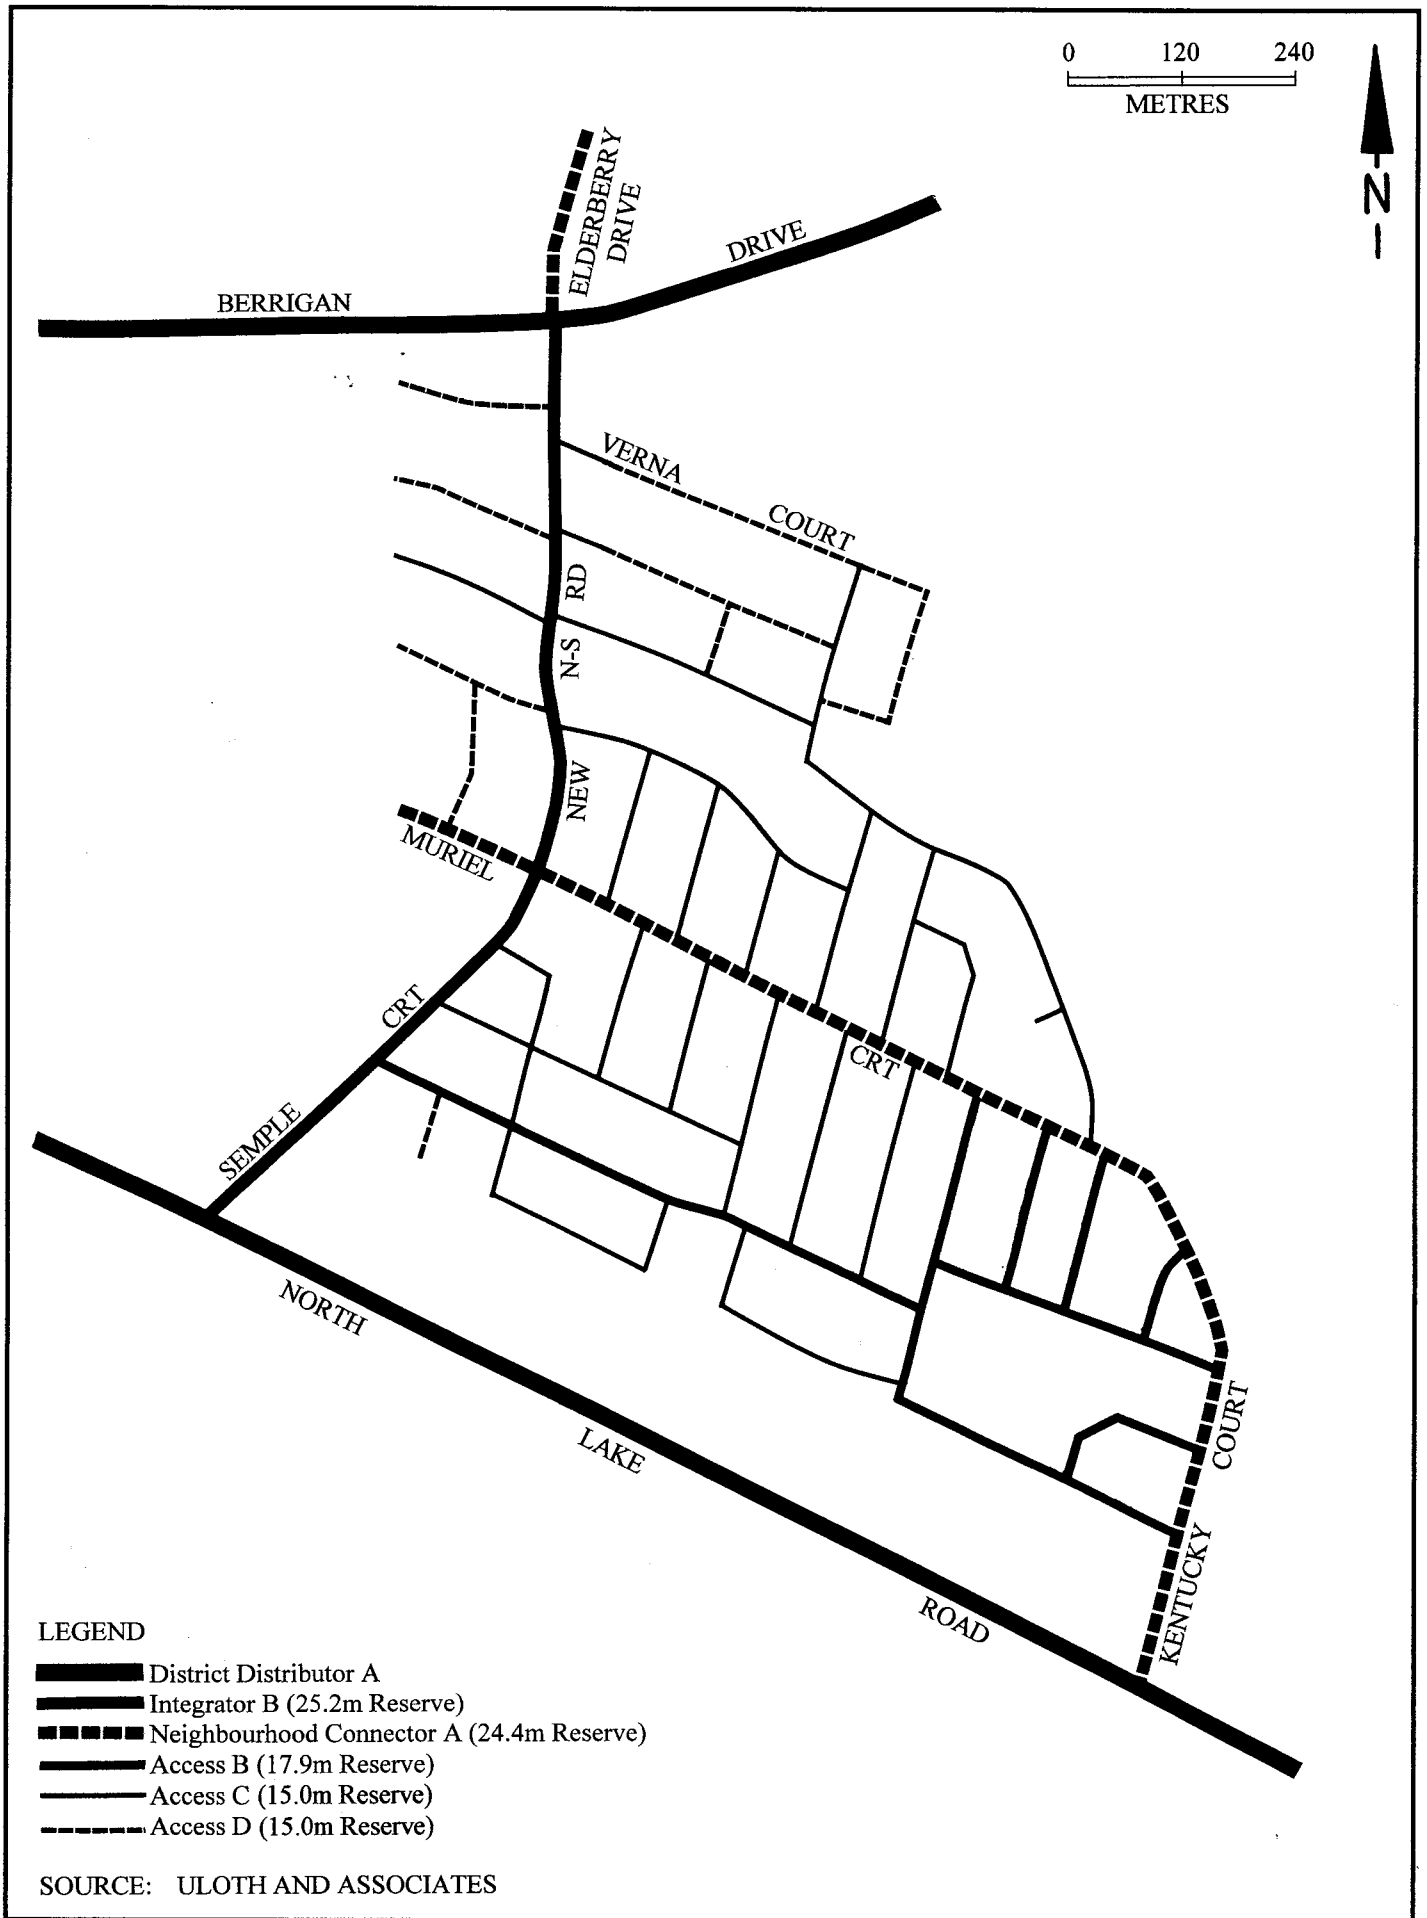 0 120 240
METRES
N
ELDERBERRY
DRIVE
DRIVE
BERRIGAN
VERNA
COURT
RD
N-S
NEW
MURIEL
CRT
CRT
SEMPLE
NORTH
LAKE
ROAD
COURT
KENTUCKY
LEGEND
District Distributor A
Integrator B (25.2m Reserve)
Neighbourhood Connector A (24.4m Reserve)
Access B (17.9m Reserve)
Access C (15.0m Reserve)
Access D (15.0m Reserve)
SOURCE: ULOTH AND ASSOCIATES